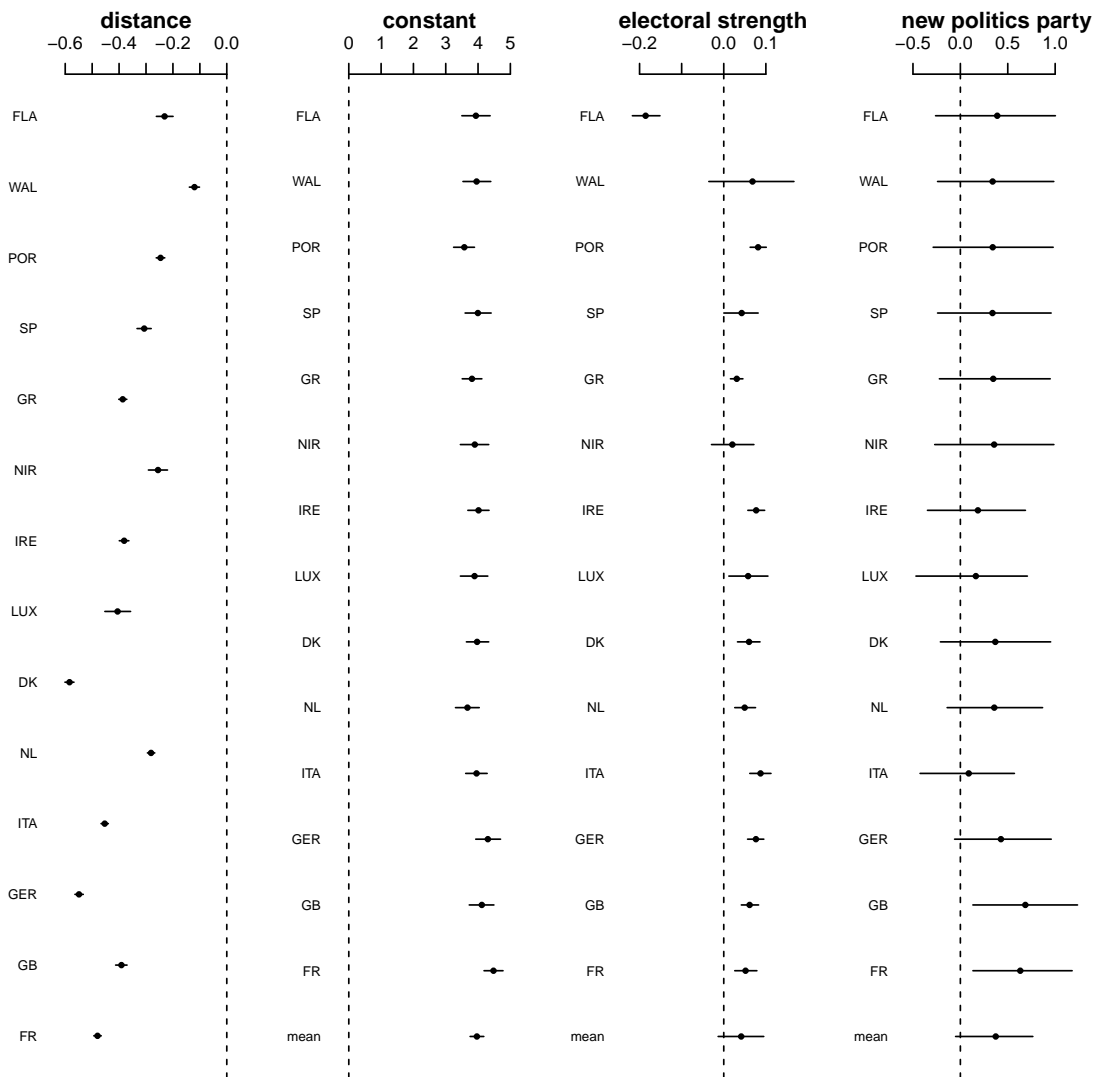 distance
−0.6 −0.2 0.0
FLA
WAL
POR
SP
GR
NIR
IRE
LUX
DK
NL
ITA
GER
GB
FR
constant
0 1 2 3 4 5
FLA
WAL
POR
SP
GR
NIR
IRE
LUX
DK
NL
ITA
GER
GB
FR
mean
electoral strength
−0.2 0.0 0.1
FLA
WAL
POR
SP
GR
NIR
IRE
LUX
DK
NL
ITA
GER
GB
FR
mean
new politics party
−0.5 0.0 0.5 1.0
FLA
WAL
POR
SP
GR
NIR
IRE
LUX
DK
NL
ITA
GER
GB
FR
mean